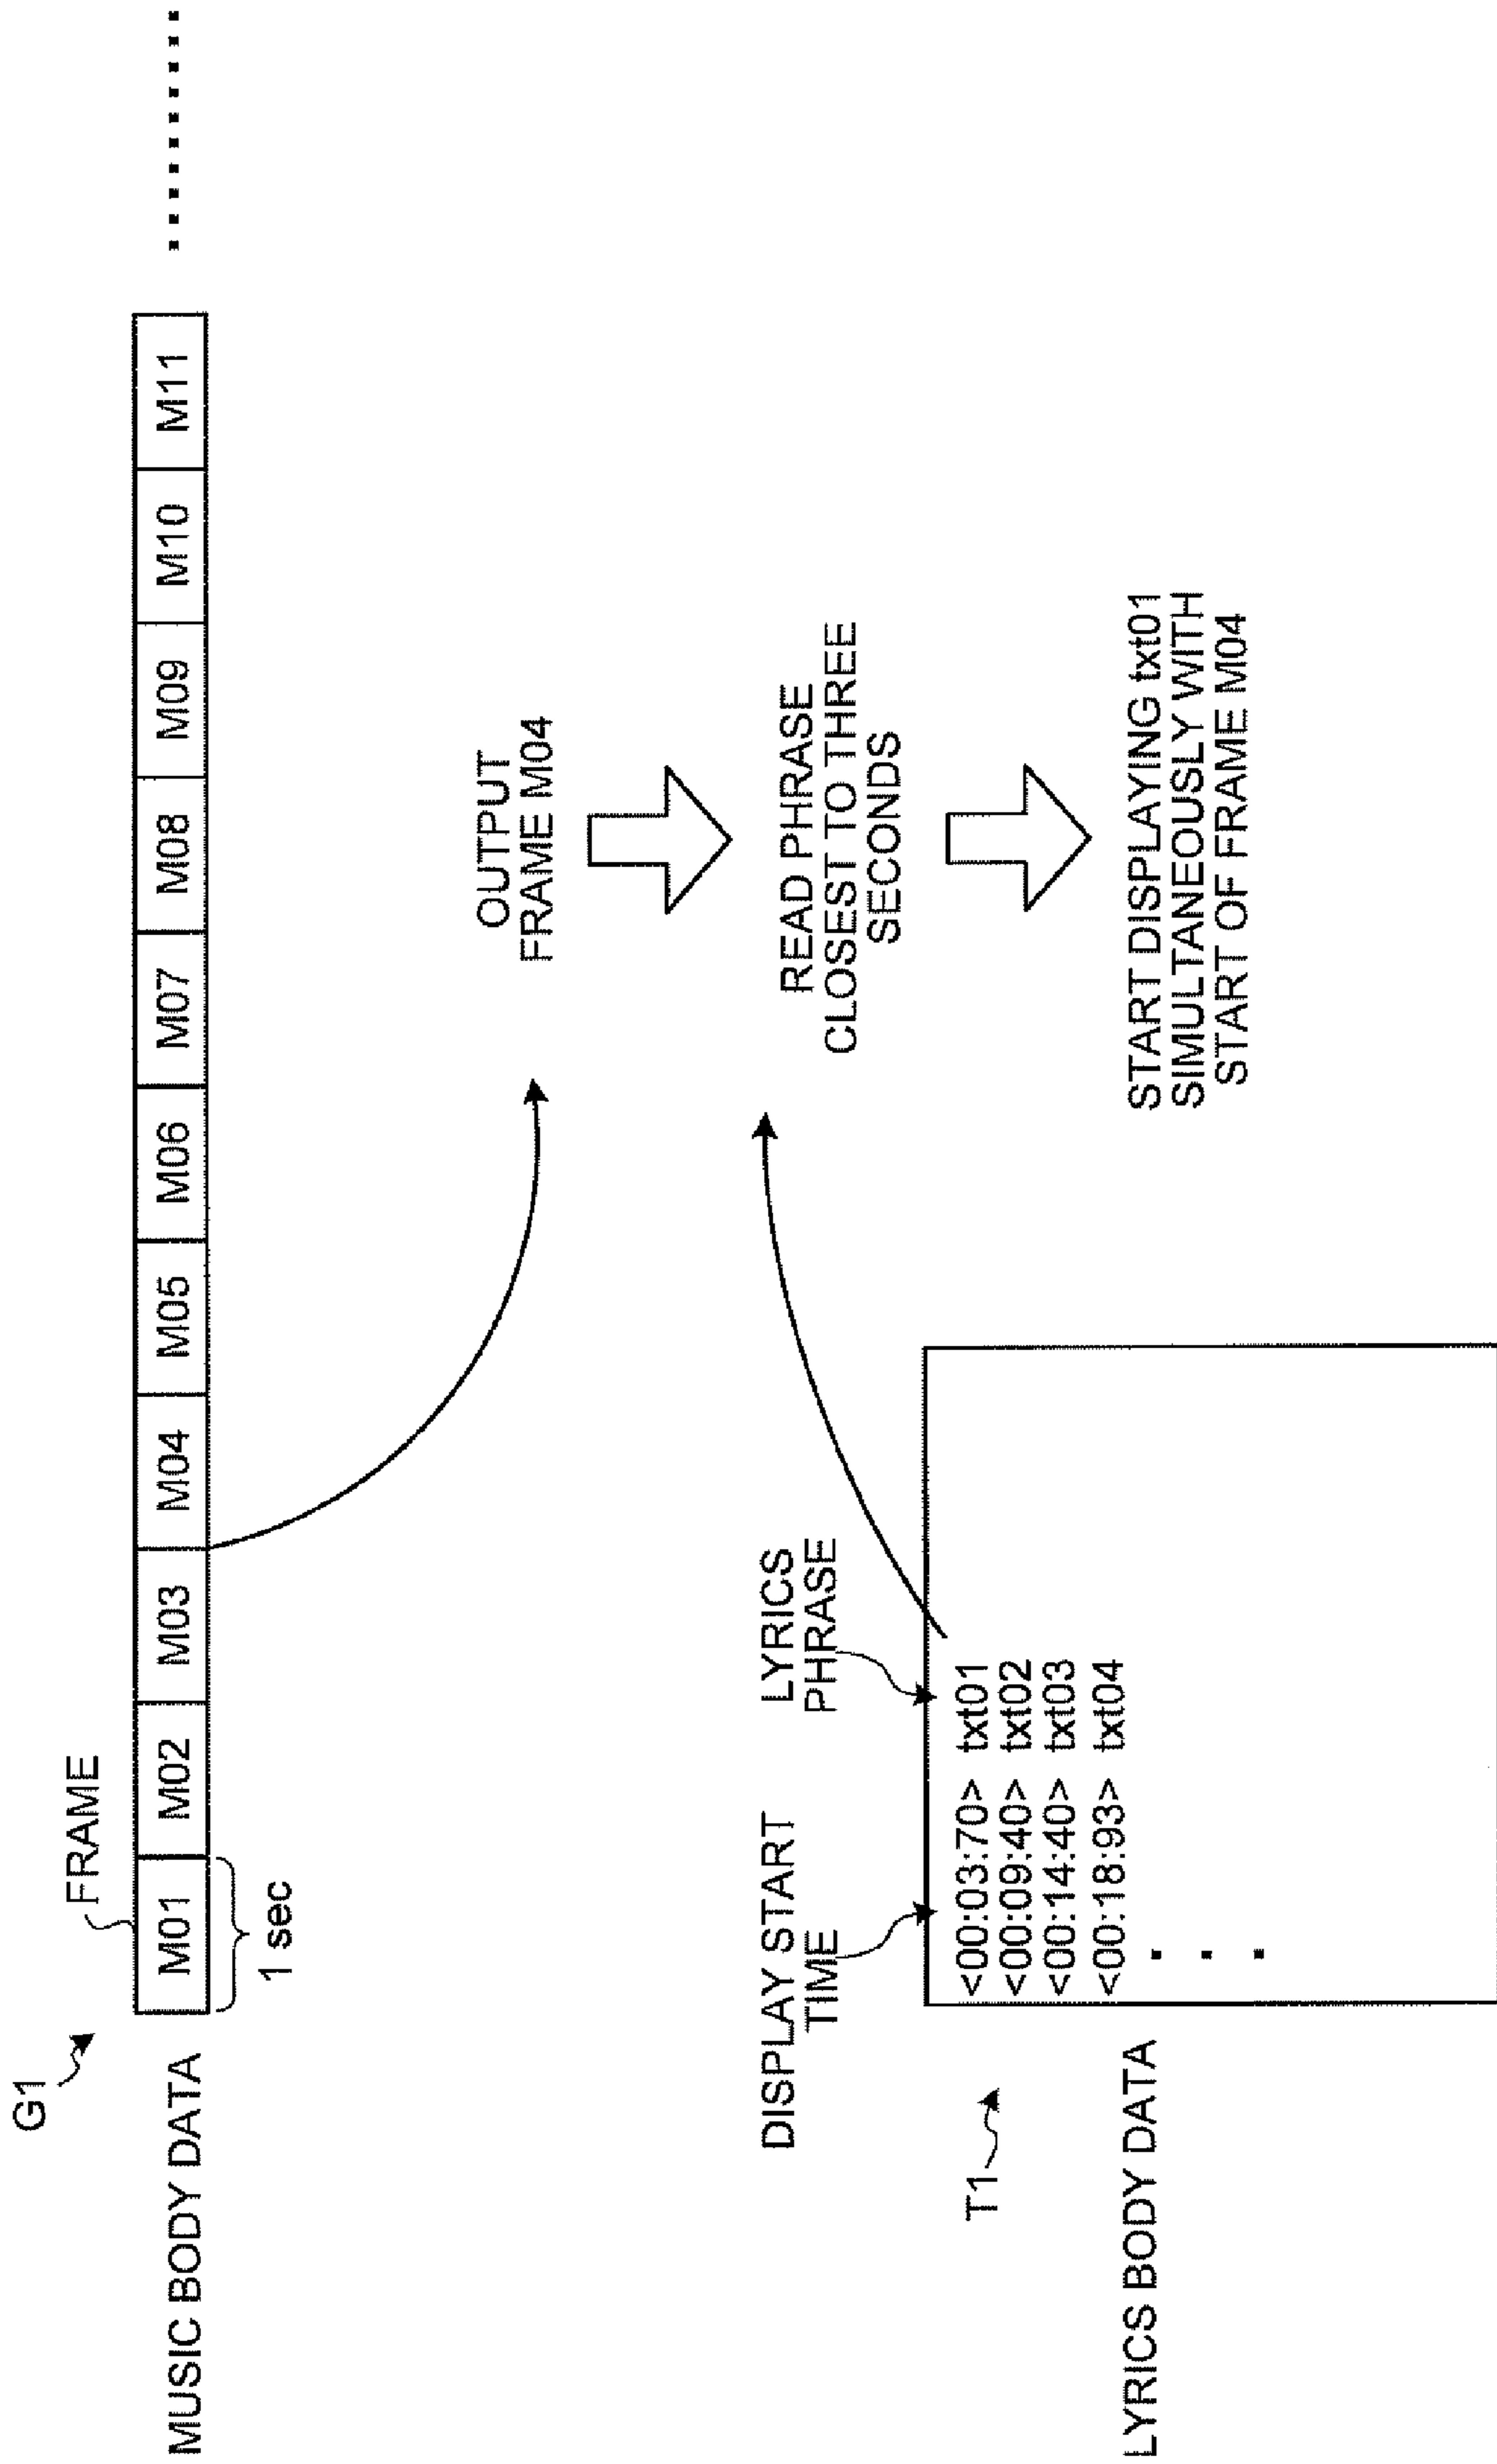 G1
FRAME
MUSIC BODY DATA
M01 M02 M03 M04 M05 M06 M07 M08 M09 M10 M11
1 sec
OUTPUT
FRAME M04
READ PHRASE
CLOSEST TO THREE
SECONDS
START DISPLAYING txt01
SIMULTANEOUSLY WITH
START OF FRAME M04
DISPLAY START
TIME
LYRICS
PHRASE
T1
<00:03:70> txt01
<00:09:40> txt02
<00:14:40> txt03
<00:18:93> txt04
LYRICS BODY DATA